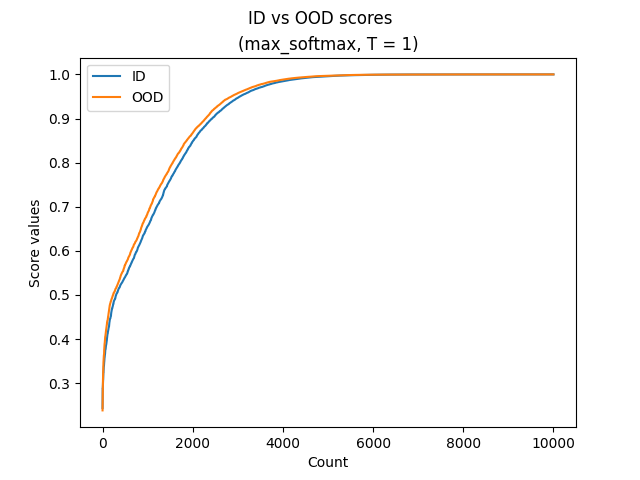 ID vs OOD scores
(max_softmax, T = 1)
ID
OOD
1.0
0.9
0.8
0.7
0.6
0.5
0.4
0.3
Score values
0 2000 4000 6000 8000 10000
Count